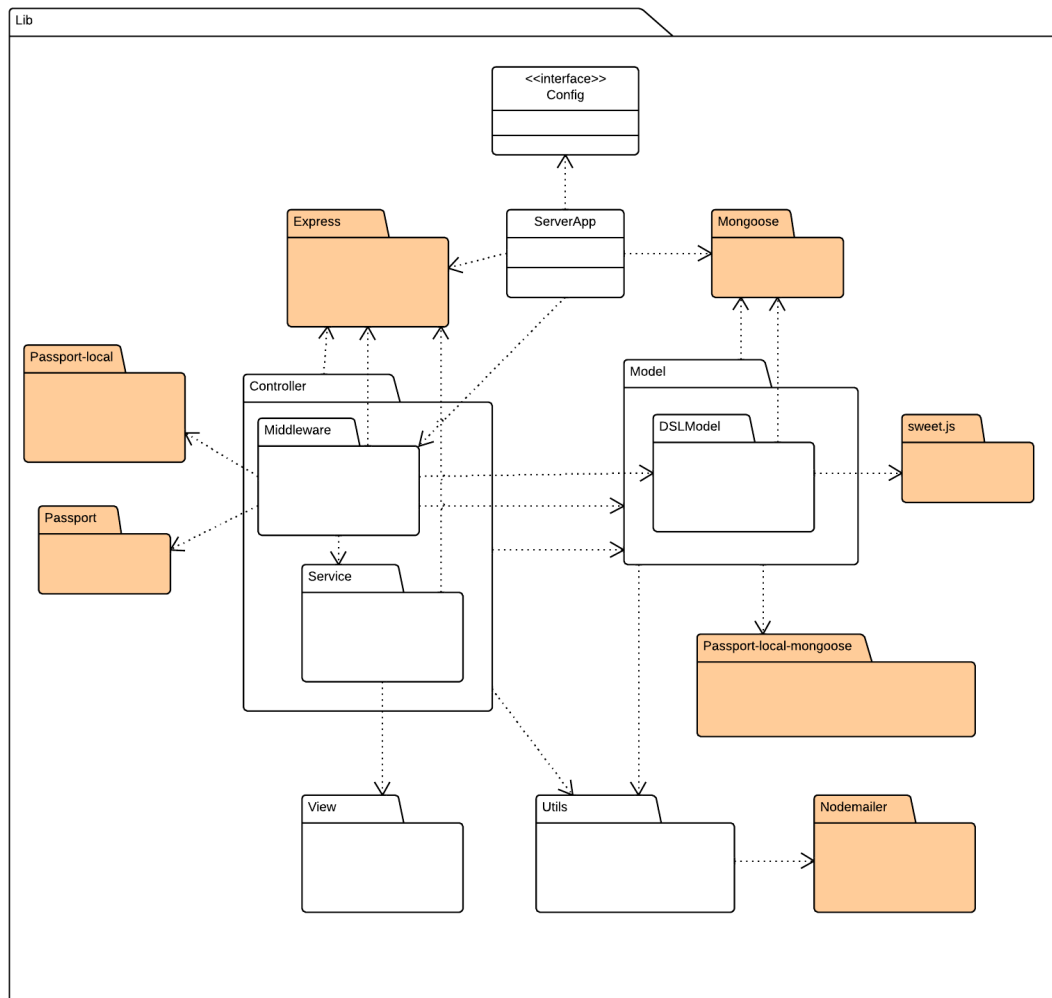 Lib
<<interface>>
Config
Express
ServerApp
Mongoose
Passport-local
Controller
Model
Middleware
DSLModel
sweet.js
Passport
Service
Passport-local-mongoose
View
Utils
Nodemailer